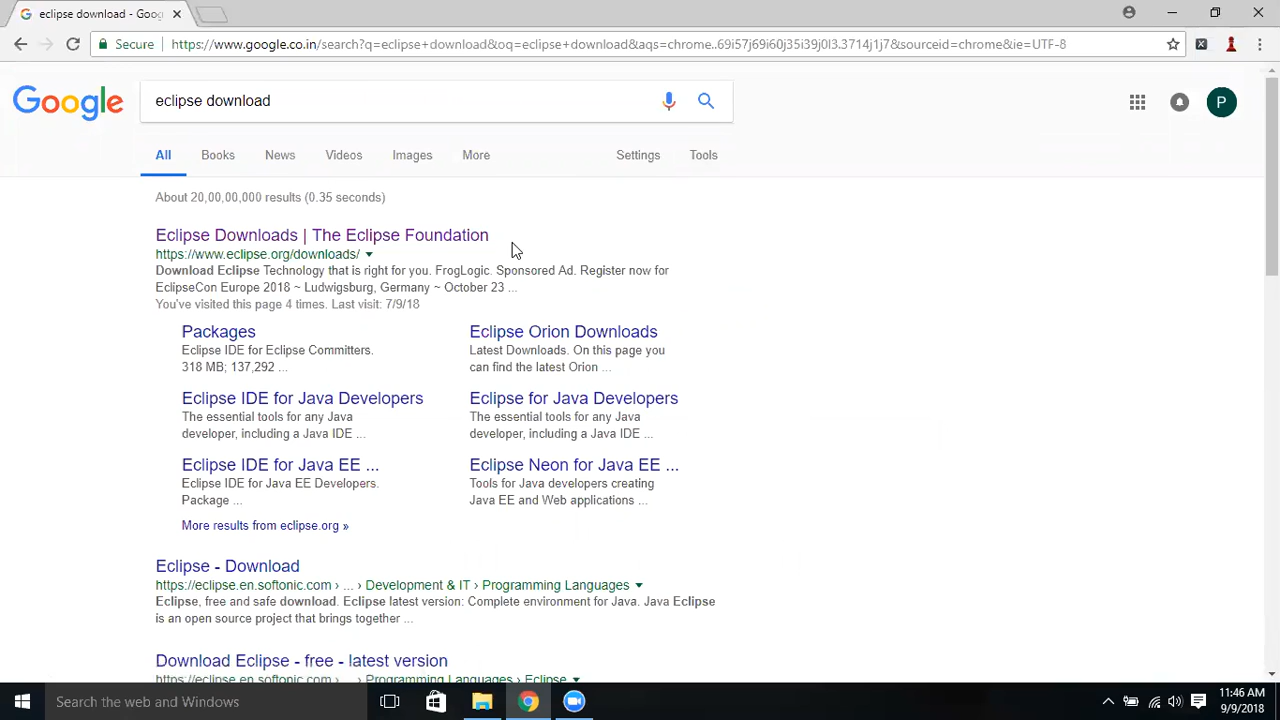 eclipse download - Goo
Secure https://www.google.co.in/search?q=eclipse+download&oq=eclipse+download&aqs=chrome..69i57j69i60j35i39j0l3.3714j1j7&sourceid=chrome&ie=UTF-8
Google
eclipse download
P
All Books News Videos Images More Settings Tools
About 20,00,00,000 results (0.35 seconds)
Eclipse Downloads | The Eclipse Foundation
https://www.eclipse.org/downloads/
Download Eclipse Technology that is right for you. FrogLogic. Sponsored Ad. Register now for
EclipseCon Europe 2018 ~ Ludwigsburg, Germany ~ October 23 ...
You've visited this page 4 times. Last visit: 7/9/18
Packages
Eclipse IDE for Eclipse Committers.
318 MB; 137,292 ...
Eclipse Orion Downloads
Latest Downloads. On this page you
can find the latest Orion ...
Eclipse IDE for Java Developers
The essential tools for any Java
developer, including a Java IDE ...
Eclipse for Java Developers
The essential tools for any Java
developer, including a Java IDE ...
Eclipse IDE for Java EE ...
Eclipse IDE for Java EE Developers.
Package ...
Eclipse Neon for Java EE ...
Tools for Java developers creating
Java EE and Web applications ...
More results from eclipse.org »
Eclipse - Download
https://eclipse.en.softonic.com › ... › Development & IT › Programming Languages
Eclipse, free and safe download. Eclipse latest version: Complete environment for Java. Java Eclipse
is an open source project that brings together ...
Download Eclipse - free - latest version
https://eclipse.en.softonic.com › ... › Programming Languages › Eclipse
Search the web and Windows
11:46 AM
9/9/2018